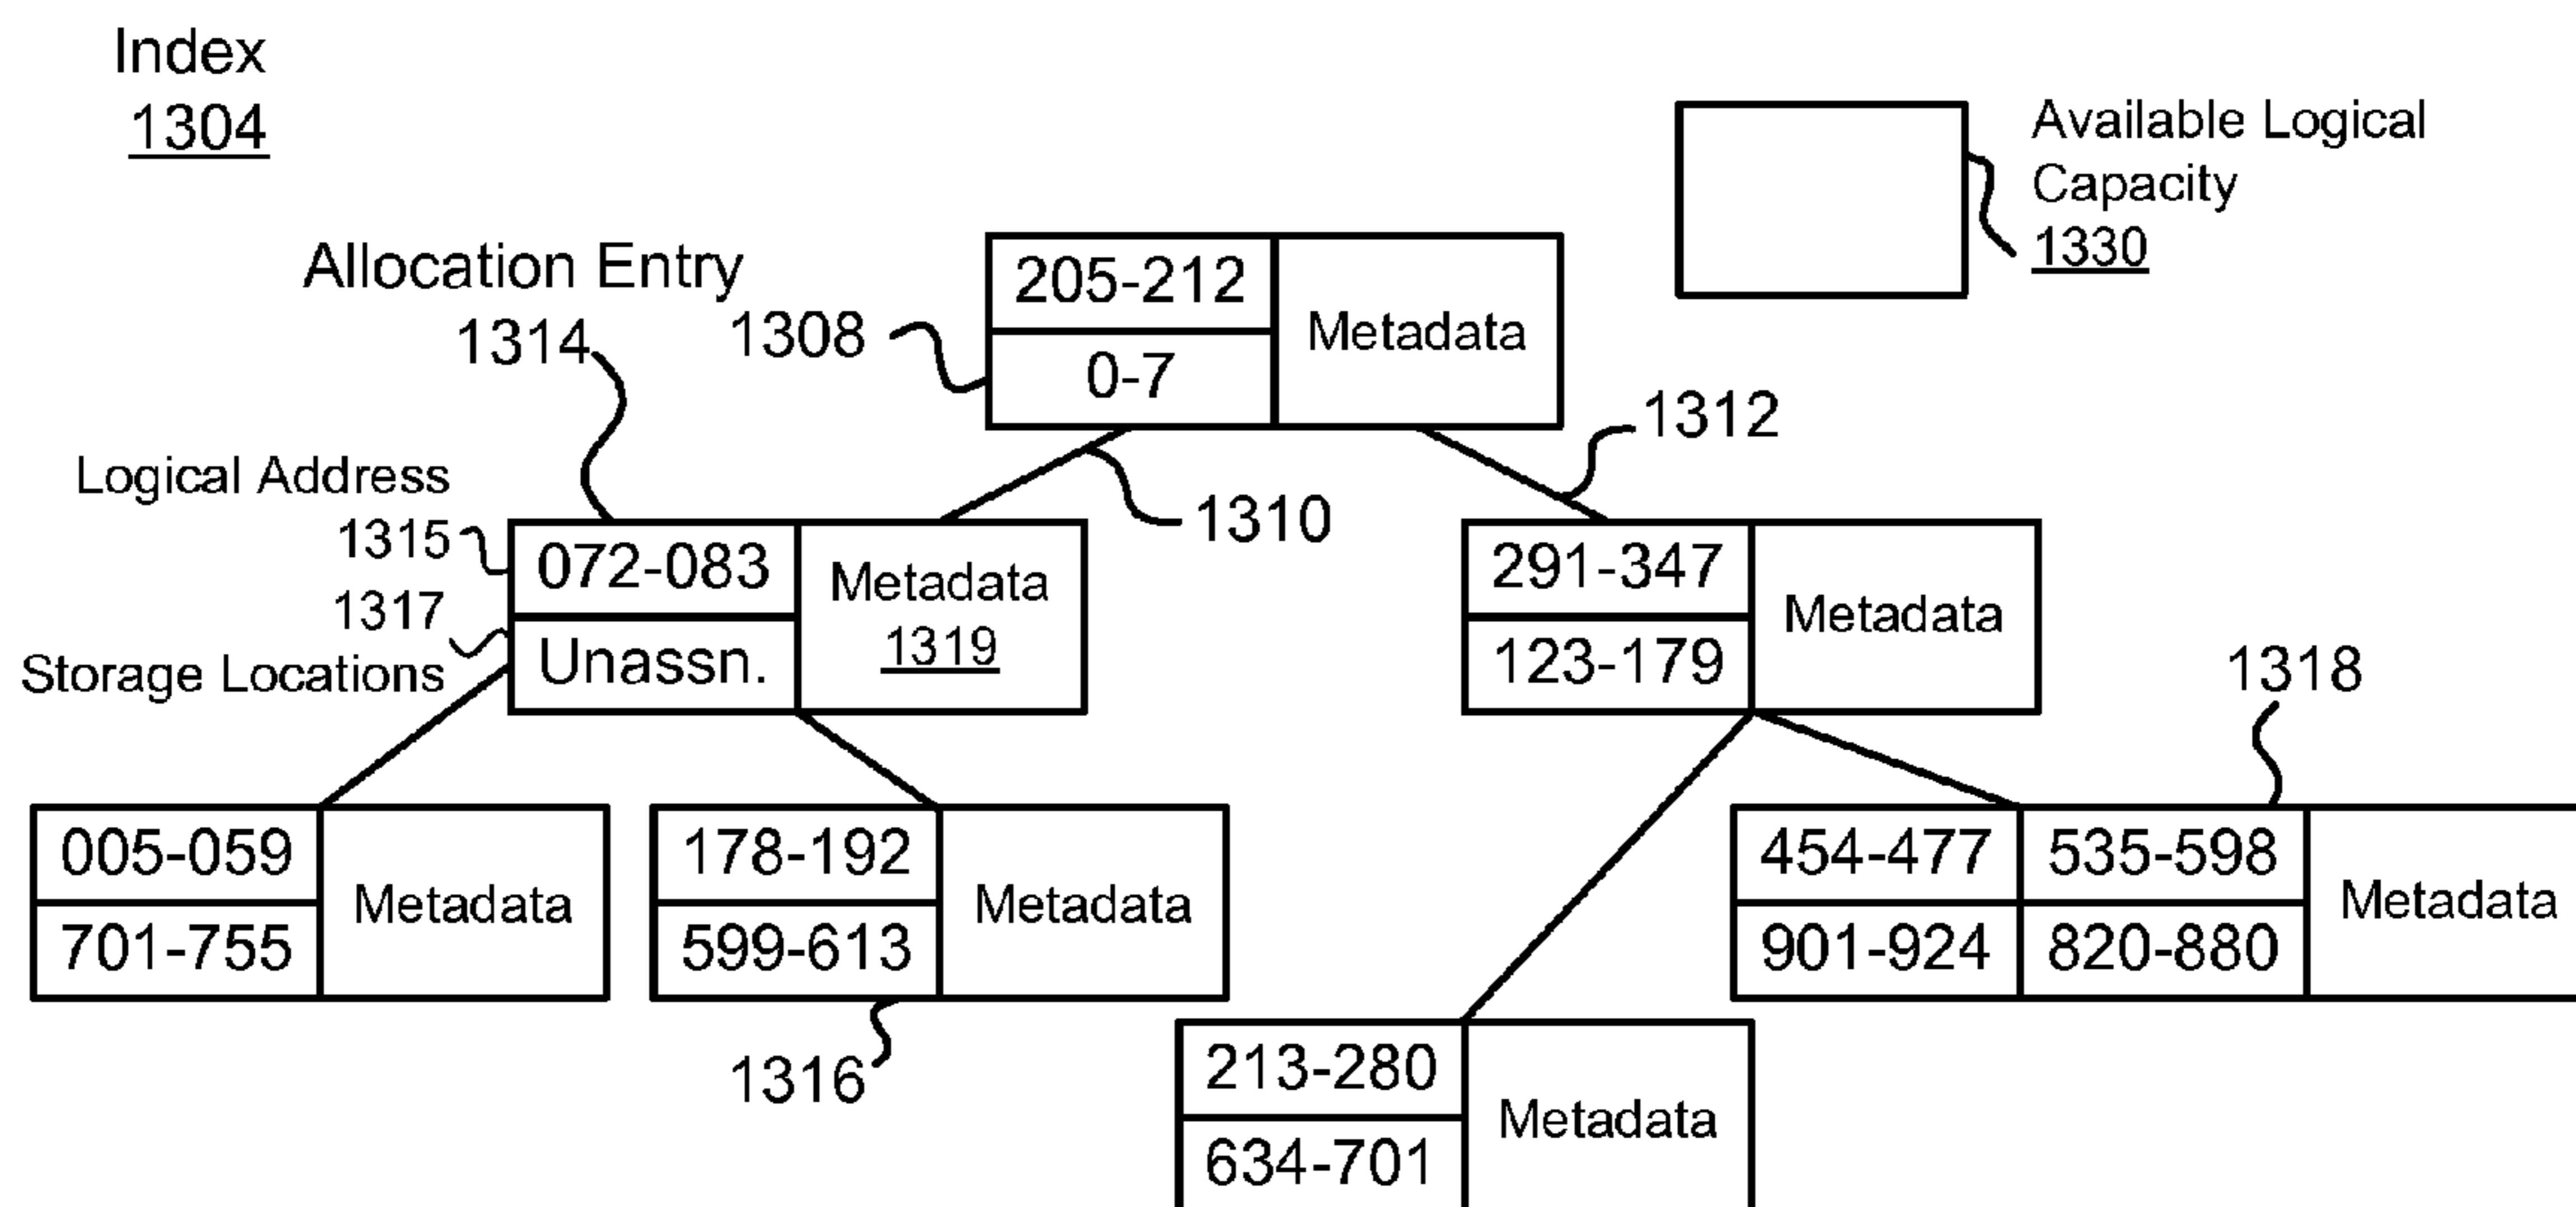 Index
1304
Available Logical
Capacity
1330
Allocation Entry
1314
1308
205-212
0-7
Metadata
1312
1310
Logical Address
1315
1317
Storage Locations
072-083
Unassn.
Metadata
1319
291-347
123-179
Metadata
1318
005-059
701-755
Metadata
178-192
599-613
Metadata
1316
454-477
901-924
535-598
820-880
Metadata
213-280
634-701
Metadata